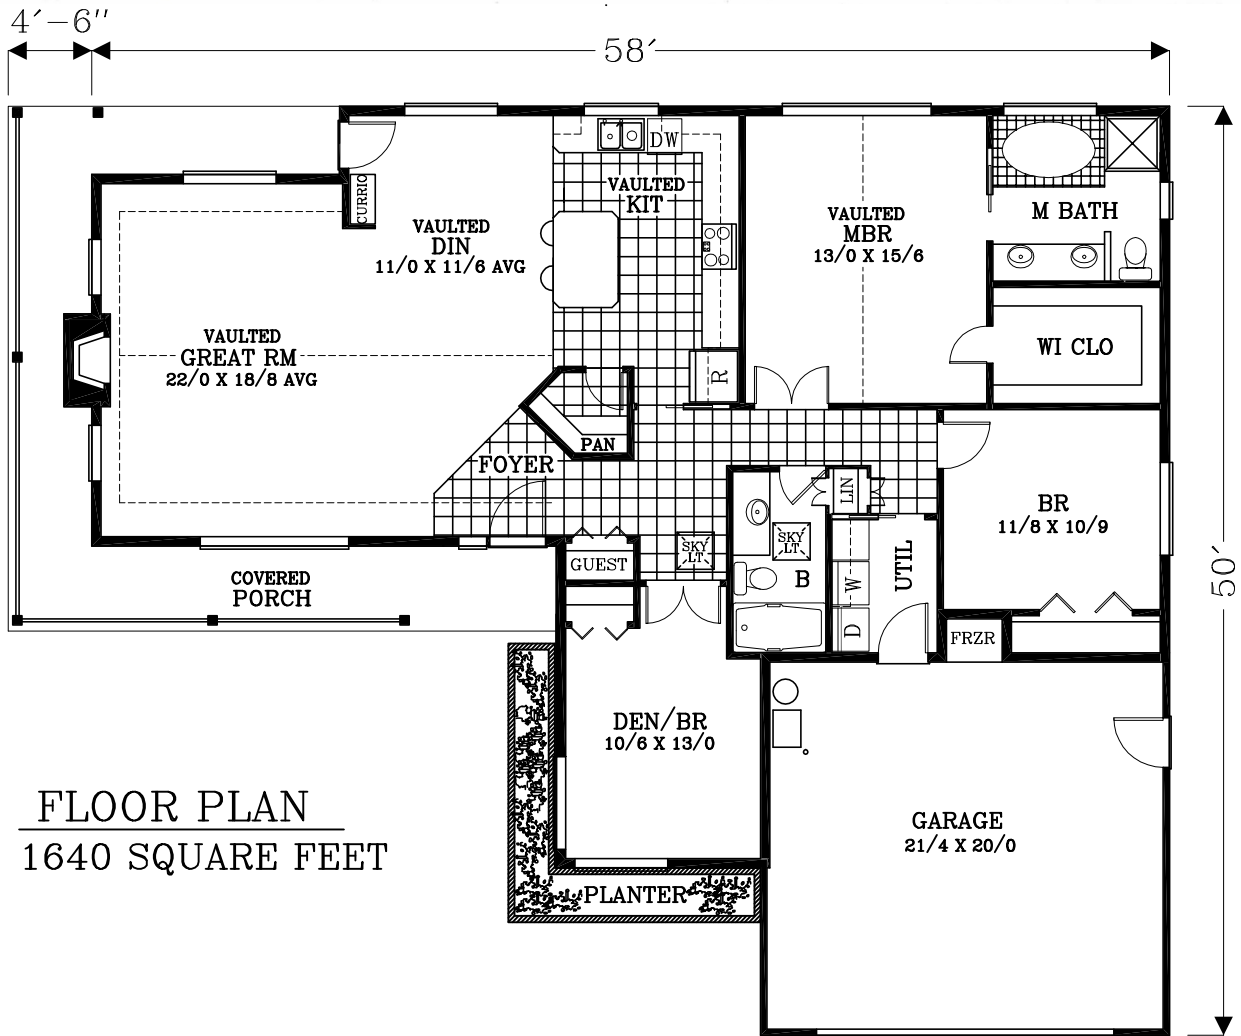 4'-6"
58'
DW
CURRIO
VAULTED
KIT
VAULTED
DIN
11/0 X 11/6 AVG
VAULTED
MBR
13/0 X 15/6
M BATH
VAULTED
GREAT RM
22/0 X 18/8 AVG
WI CLO
R
PAN
FOYER
LIN
BR
11/8 X 10/9
SKY
LT
SKY
LT
GUEST
B
W
UTIL
D
FRZR
50'
COVERED
PORCH
DEN/BR
10/6 X 13/0
FLOOR PLAN
1640 SQUARE FEET
GARAGE
21/4 X 20/0
PLANTER